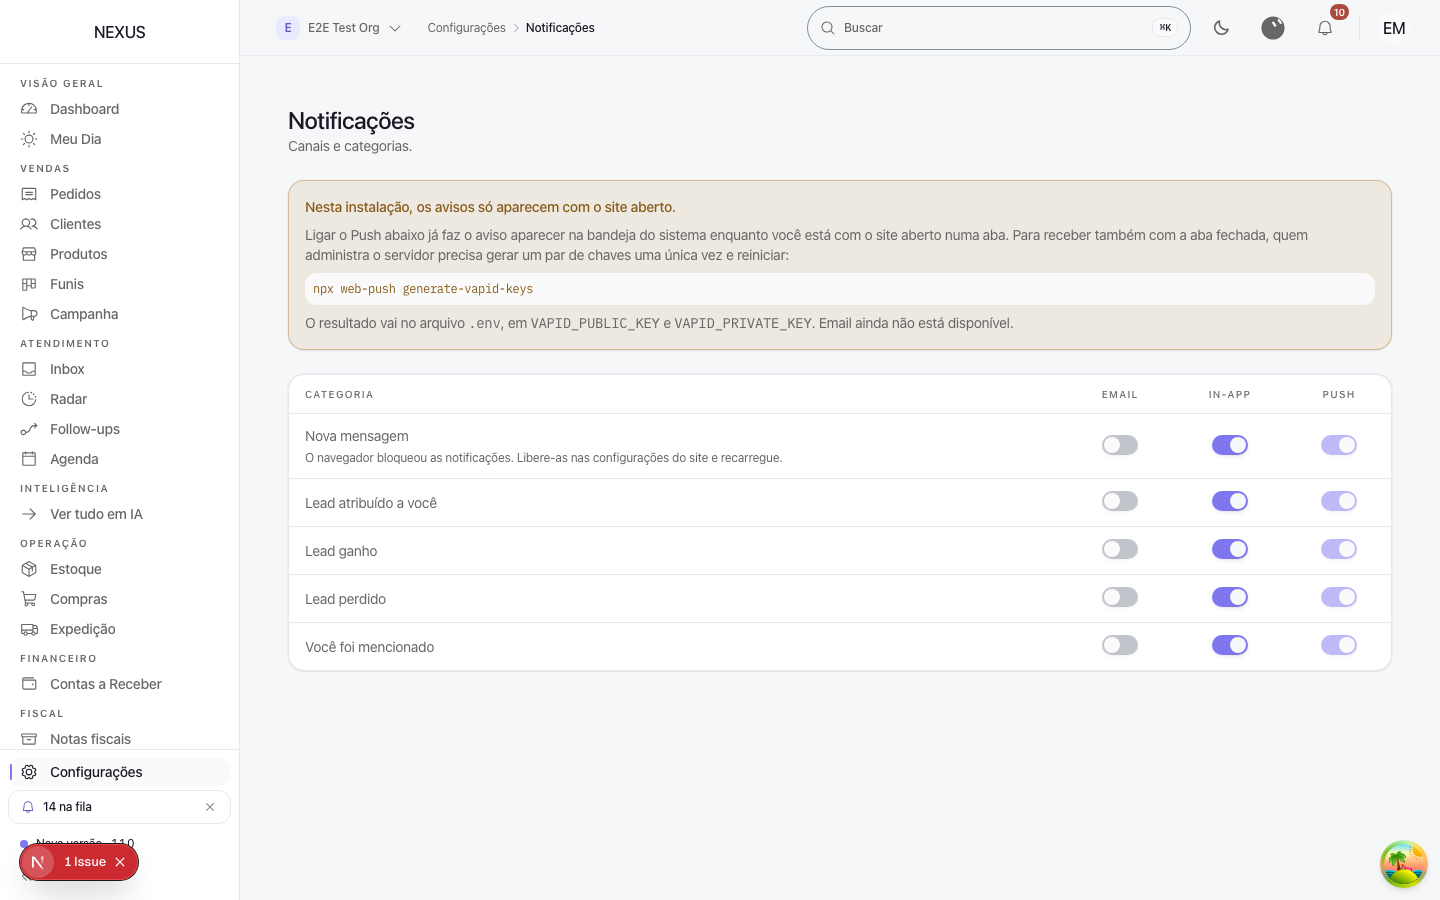 NEXUS
E
E2E Test Org
Configurações
Notificações
Buscar
⌘K
10
EM
VISÃO GERAL
Dashboard
Meu Dia
VENDAS
Pedidos
Clientes
Produtos
Funis
Campanha
ATENDIMENTO
Inbox
Radar
Follow-ups
Agenda
INTELIGÊNCIA
Ver tudo em IA
OPERAÇÃO
Estoque
Compras
Expedição
FINANCEIRO
Contas a Receber
FISCAL
Notas fiscais
Configurações
14 na fila
N
1 Issue
Notificações
Canais e categorias.
Nesta instalação, os avisos só aparecem com o site aberto.
Ligar o Push abaixo já faz o aviso aparecer na bandeja do sistema enquanto você está com o site aberto numa aba. Para receber também com a aba fechada, quem
administra o servidor precisa gerar um par de chaves uma única vez e reiniciar:
npx web-push generate-vapid-keys
O resultado vai no arquivo .env, em VAPID_PUBLIC_KEY e VAPID_PRIVATE_KEY. Email ainda não está disponível.
CATEGORIA EMAIL IN-APP PUSH
Nova mensagem
O navegador bloqueou as notificações. Libere-as nas configurações do site e recarregue.
Lead atribuído a você
Lead ganho
Lead perdido
Você foi mencionado